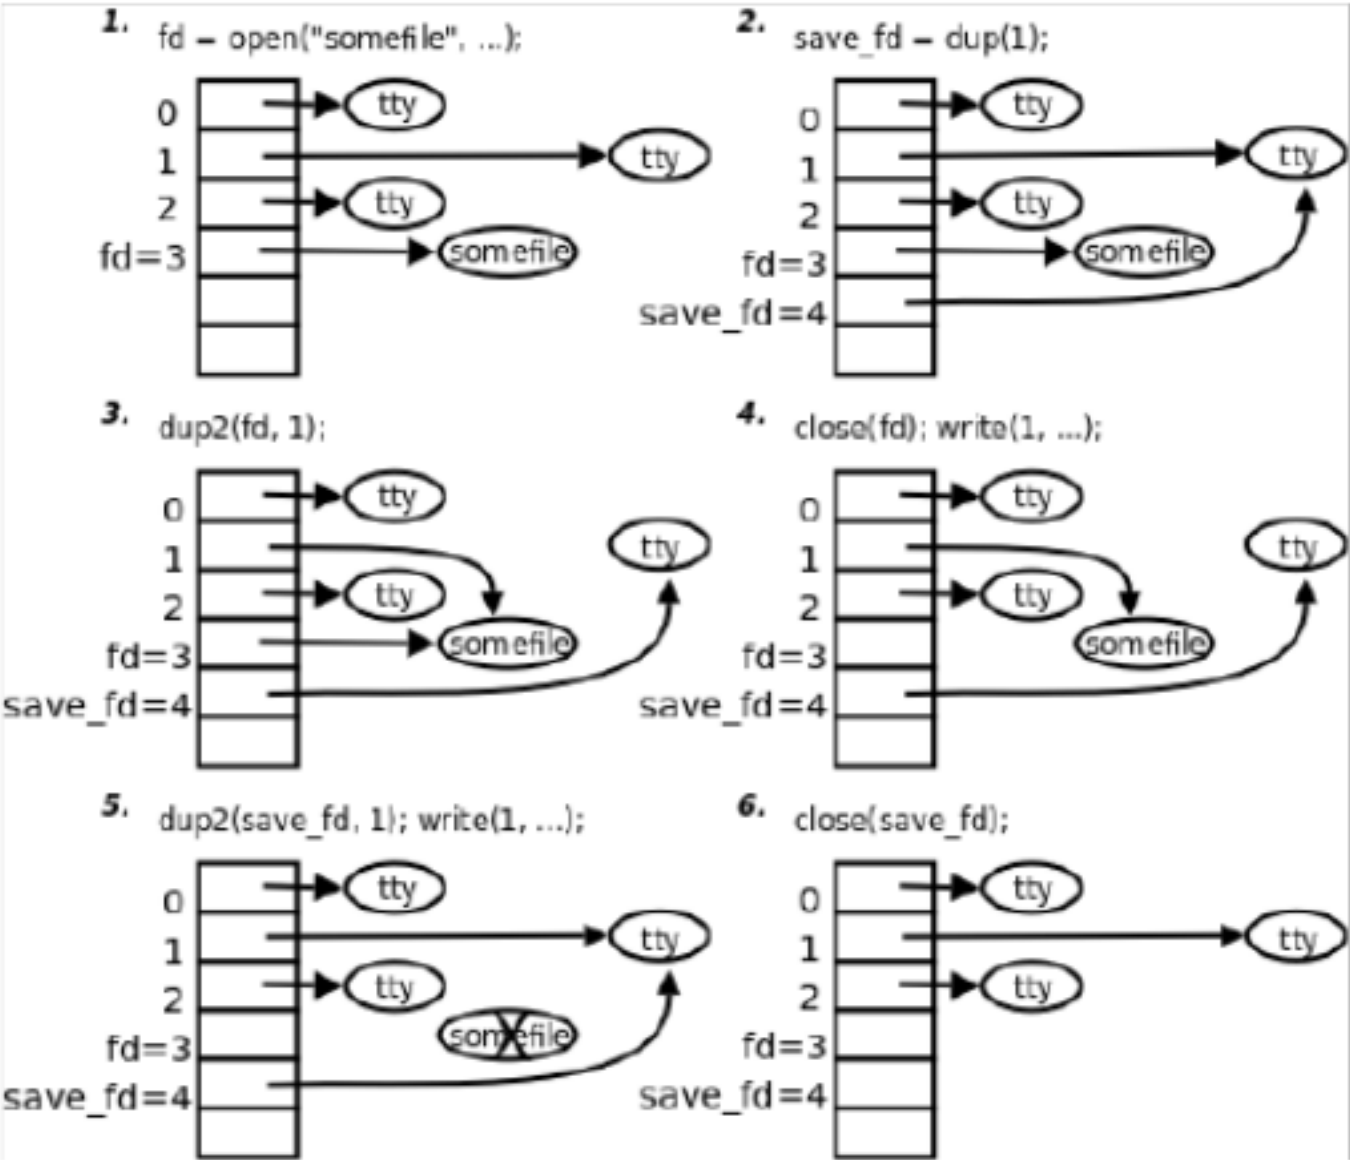 1. fd = open("somefile", ...);
0 tty
1 tty
2 tty
fd=3 somefile
2. save_fd = dup(1);
0 tty
1 tty
2 tty
fd=3 somefile
save_fd=4
3. dup2(fd, 1);
0 tty
1 tty
2 tty
fd=3 somefile
save_fd=4
4. close(fd); write(1, ...);
0 tty
1 tty
2 tty
fd=3 somefile
save_fd=4
5. dup2(save_fd, 1); write(1, ...);
0 tty
1 tty
2 tty
somefile
fd=3
save_fd=4
6. close(save_fd);
0 tty
1 tty
2 tty
fd=3
save_fd=4